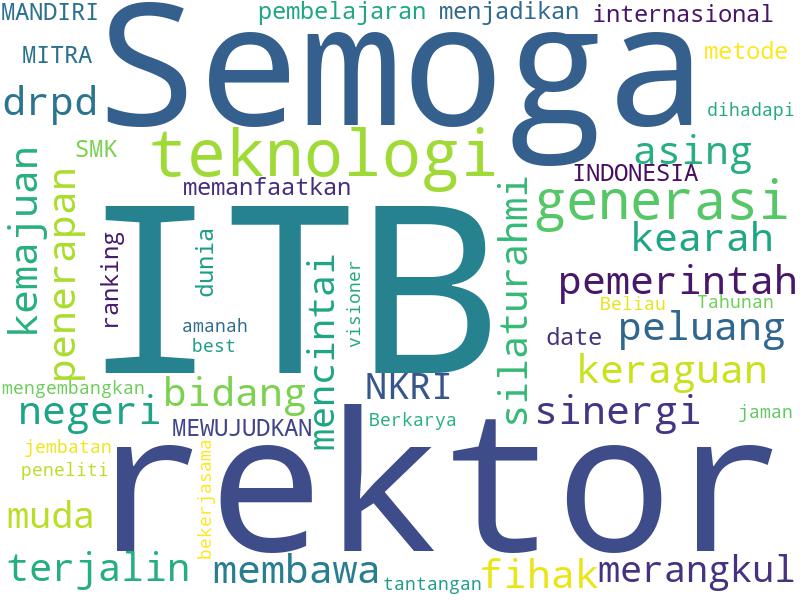 MANDIRI
Semoga
pembelajaran
menjadikan
internasional
MITRA
metode
drpd
dihadapi
SMK
teknologi
asing
kemajuan
penerapan
memanfaatkan
INDONESIA
generasi
ITB
silaturahmi
kearah
ranking
dunia
mencintai
visioner
pemerintah
Beliau
Tahunan
amanah
best
date
peluang
mengembangkan
bidang
NKRI
keraguan
negeri
MEWUJUDKAN
Berkarya
sinergi
jaman
rektor
jembatan
peneliti
bekerjasama
muda
terjalin
membawa
tantangan
fihak
merangkul